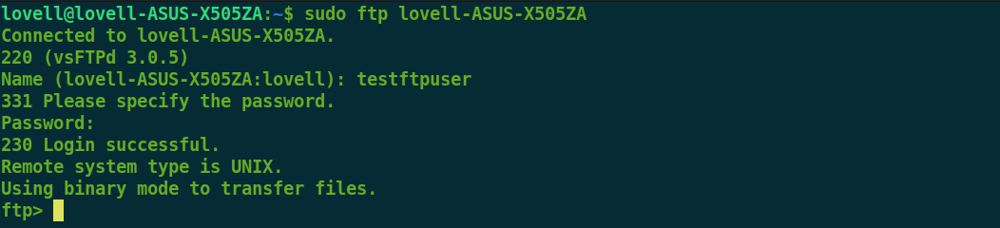 lovell@lovell-ASUS-X505ZA:~$ sudo ftp lovell-ASUS-X505ZA
Connected to lovell-ASUS-X505ZA.
220 (vsFTPd 3.0.5)
Name (lovell-ASUS-X505ZA:lovell): testftpuser
331 Please specify the password.
Password:
230 Login successful.
Remote system type is UNIX.
Using binary mode to transfer files.
ftp>